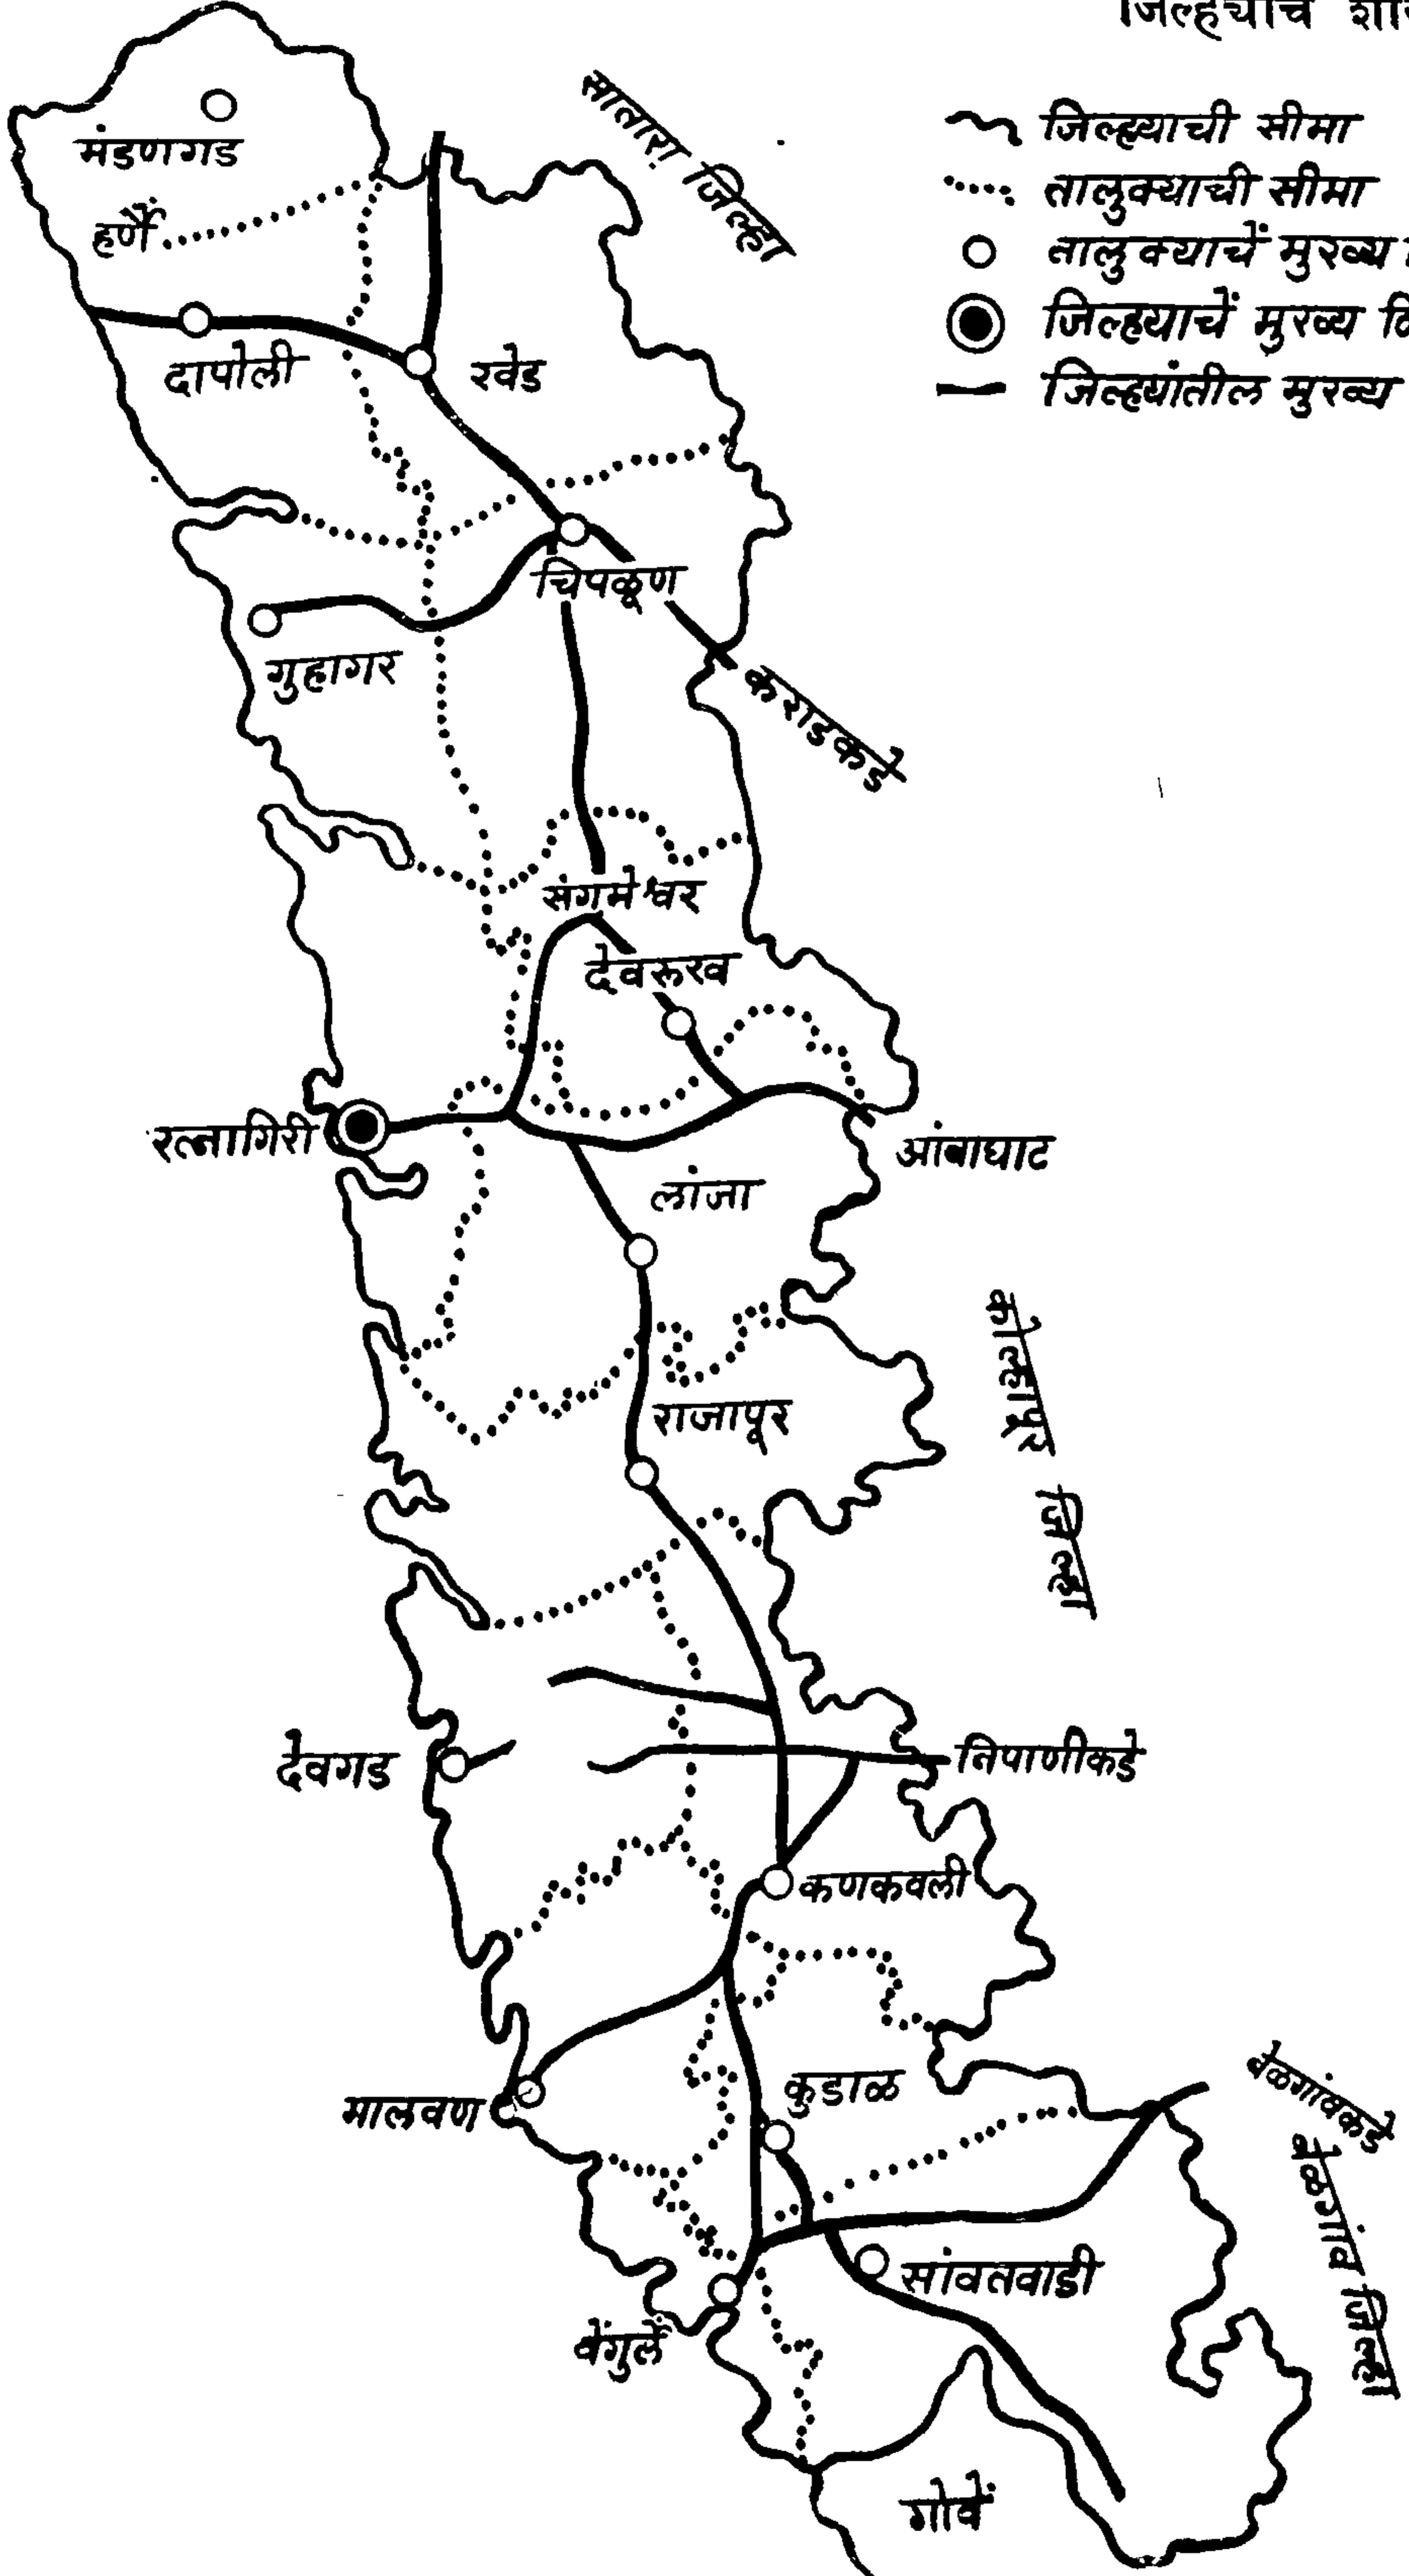 जिल्ह्याचे
जिल्ह्याची सीमा
तालुक्याची सीमा
तालुक्याचें मुख्य
जिल्ह्याचें मुख्य
जिल्ह्यांतील मुख्य
सातारा जिल्हा
मंडणगड
हर्णै
दापोली
खेड
चिपळूण
गुहागर
कराडकडे
संगमेश्वर
देवरूख
रत्नागिरी
आंबाघाट
लांजा
कोल्हापूर जिल्हा
राजापूर
देवगड
निपाणीकडे
कणकवली
मालवण
कुडाळ
बेळगांवकडे
बेळगांव जिल्हा
सांवतवाडी
वेंगुर्लें
गोवें